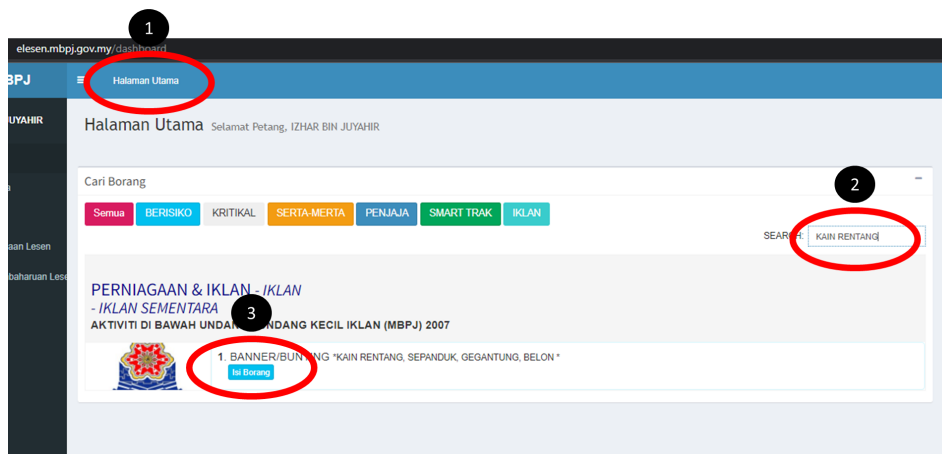 1
elesen.mbpj.gov.my/dashboard
BPJ
Halaman Utama
JUYAHIR
Halaman Utama Selamat Petang, IZHAR BIN JUYAHIR
Cari Borang
2
Semua BERISIKO KRITIKAL SERTA-MERTA PENJAJA SMART TRAK IKLAN
SEARCH: KAIN RENTANG
aan Lesen
baharuan Lese
PERNIAGAAN & IKLAN - IKLAN
- IKLAN SEMENTARA
3
AKTIVITI DI BAWAH UNDANG-UNDANG KECIL IKLAN (MBPJ) 2007
1. BANNER/BUNTING *KAIN RENTANG, SEPANDUK, GEGANTUNG, BELON *
Isi Borang